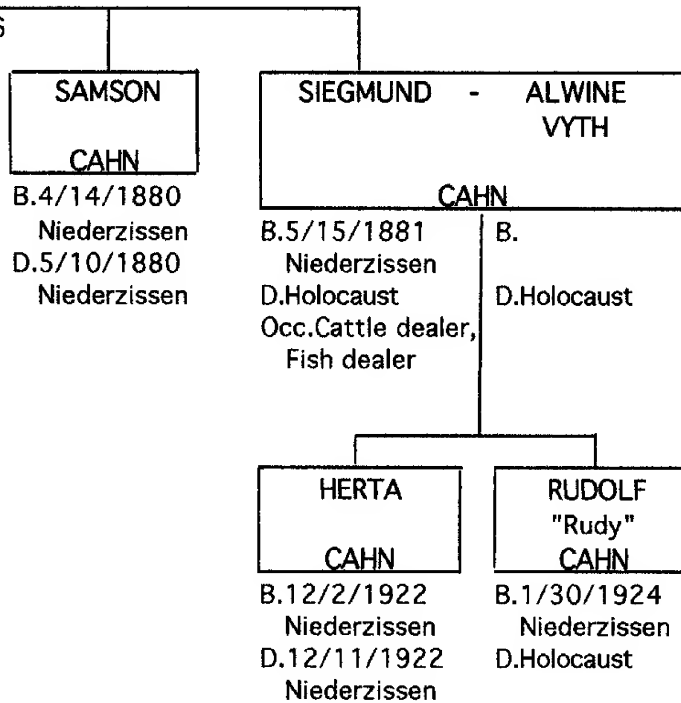 S
SAMSON
CAHN
B.4/14/1880
Niederzissen
D.5/10/1880
Niederzissen
SIEGMUND - ALWINE
VYTH
CAHN
B.5/15/1881
Niederzissen
D.Holocaust
Occ.Cattle dealer,
Fish dealer
B.
D.Holocaust
HERTA
CAHN
B.12/2/1922
Niederzissen
D.12/11/1922
Niederzissen
RUDOLF
"Rudy"
CAHN
B.1/30/1924
Niederzissen
D.Holocaust